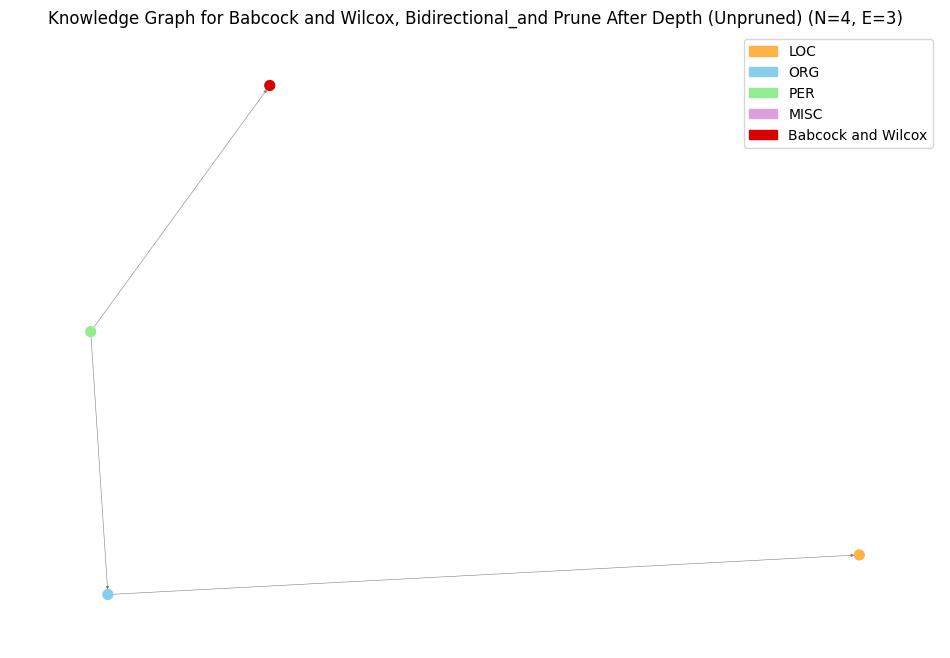 Knowledge Graph for Babcock and Wilcox, Bidirectional_and Prune After Depth (Unpruned) (N=4, E=3)
LOC
ORG
PER
MISC
Babcock and Wilcox